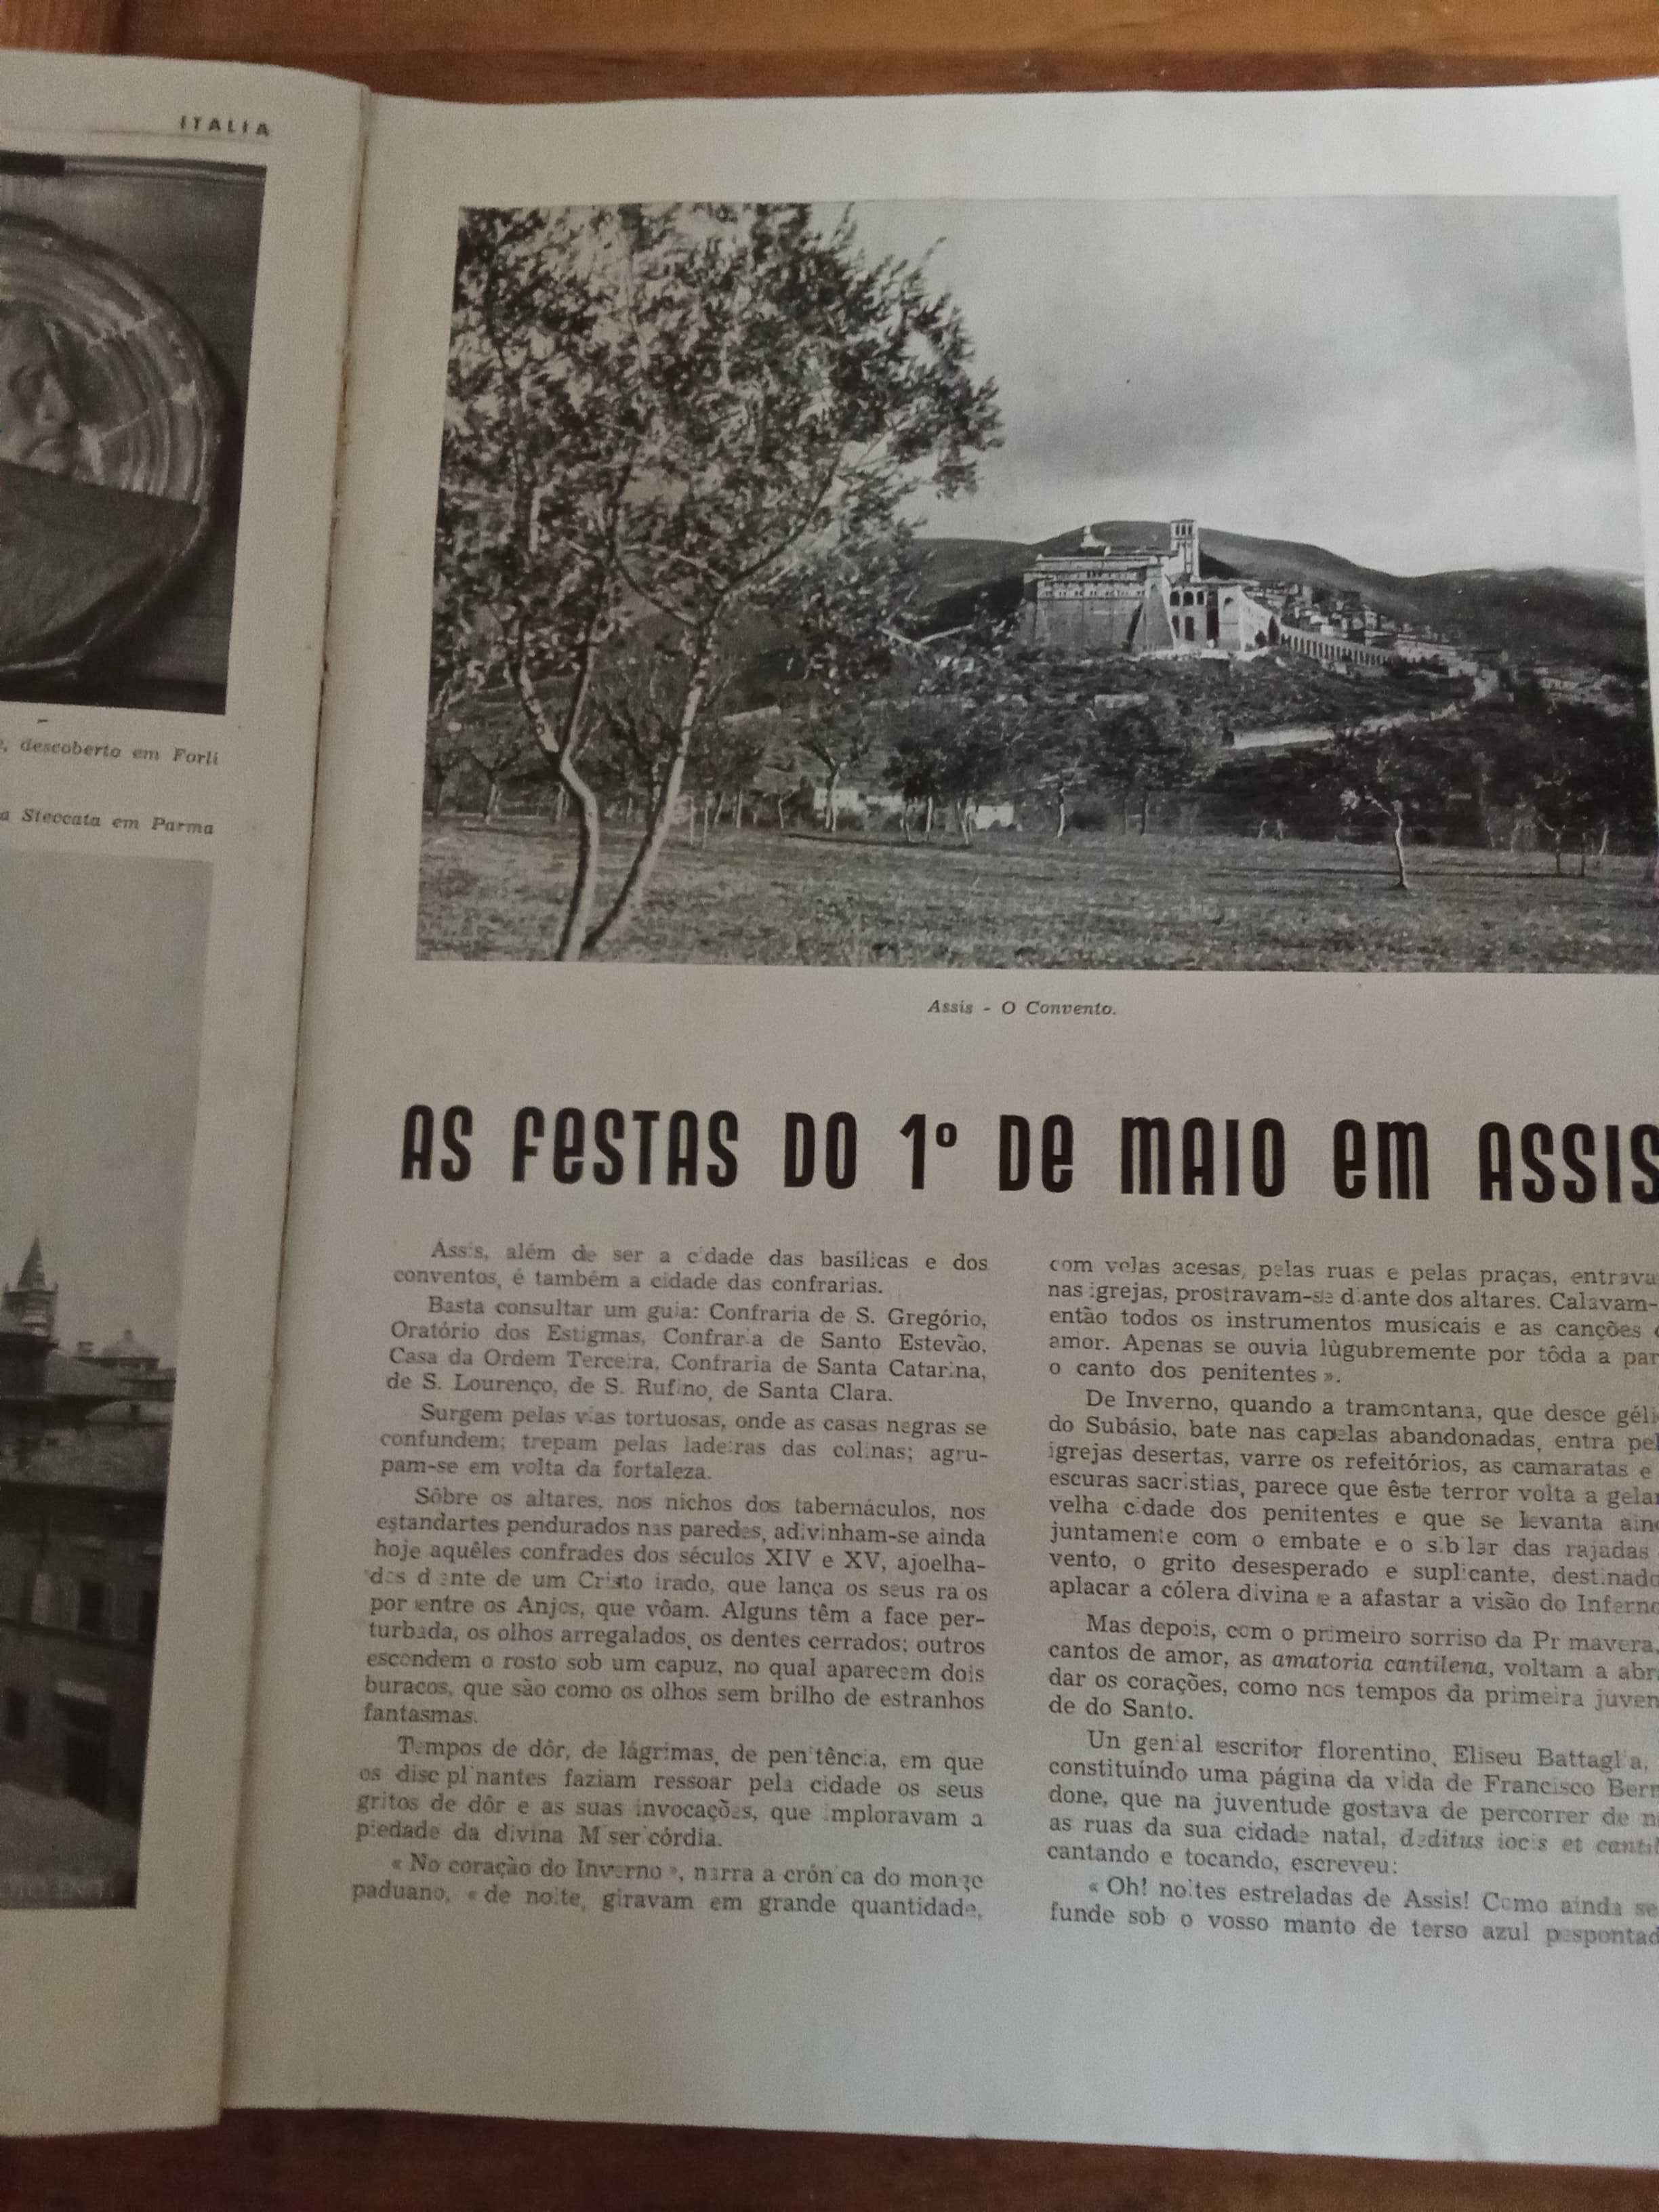 ITALIA
descoberto em Forli
a Steccata em Parma
Assis - O Convento.
AS FESTAS DO 1º DE MAIO EM ASSIS
Assis, além de ser a cidade das basílicas e dos
conventos, é também a cidade das confrarias.
Basta consultar um guia: Confraria de S. Gregório,
Oratório dos Estigmas, Confraria de Santo Estevão,
Casa da Ordem Terceira, Confraria de Santa Catarina,
de S. Lourenço, de S. Rufino, de Santa Clara.
Surgem pelas vias tortuosas, onde as casas negras se
confundem; trepam pelas ladeiras das colinas; agru-
pam-se em volta da fortaleza.
Sôbre os altares, nos nichos dos tabernáculos, nos
estandartes pendurados nas paredes, adivinham-se ainda
hoje aquêles confrades dos séculos XIV e XV, ajoelha-
dos diante de um Cristo irado, que lança os seus raios
por entre os Anjos, que vôam. Alguns têm a face per-
turbada, os olhos arregalados, os dentes cerrados; outros
escondem o rosto sob um capuz, no qual aparecem dois
buracos, que são como os olhos sem brilho de estranhos
fantasmas.
Tempos de dôr, de lágrimas, de penitência, em que
os disciplinantes faziam ressoar pela cidade os seus
gritos de dôr e as suas invocações, que imploravam a
piedade da divina Misericórdia.
« No coração do Inverno », narra a crónica do monge
paduano, « de noite, giravam em grande quantidade,
com velas acesas, pelas ruas e pelas praças, entrava
nas igrejas, prostravam-se diante dos altares. Calavam-
então todos os instrumentos musicais e as canções
amor. Apenas se ouvia lùgubremente por tôda a par
o canto dos penitentes ».
De Inverno, quando a tramontana, que desce géli
do Subásio, bate nas capelas abandonadas, entra pel
igrejas desertas, varre os refeitórios, as camaratas e
escuras sacristias, parece que êste terror volta a gela
velha cidade dos penitentes e que se levanta ain
juntamente com o embate e o sibilar das rajadas
vento, o grito desesperado e suplicante, destinado
aplacar a cólera divina e a afastar a visão do Inferno
Mas depois, com o primeiro sorriso da Primavera,
cantos de amor, as amatoria cantilena, voltam a abr
dar os corações, como nos tempos da primeira juven
de do Santo.
Un genial escritor florentino, Eliseu Battaglia,
constituíndo uma página da vida de Francisco Bern
done, que na juventude gostava de percorrer de n
as ruas da sua cidade natal, deditus iocis et cantil
cantando e tocando, escreveu:
« Oh! noites estreladas de Assis! Como ainda se
funde sob o vosso manto de terso azul pespontad